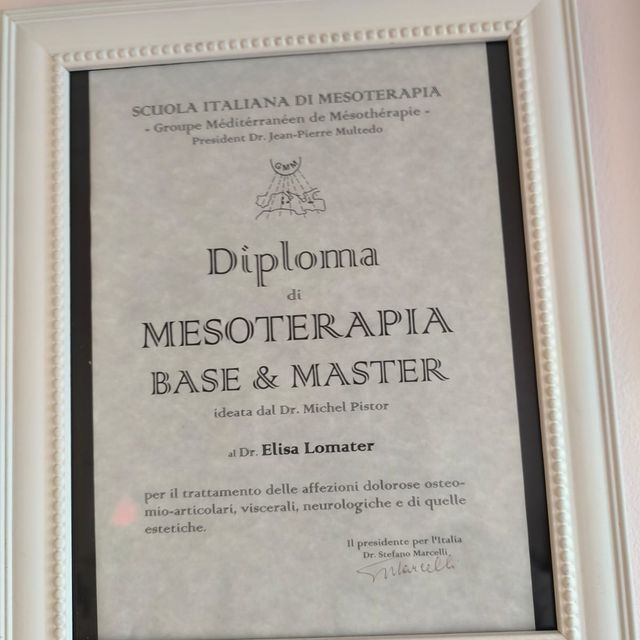 SCUOLA ITALIANA DI MESOTERAPIA
- Groupe Méditérranéen de Mésothérapie -
President Dr. Jean-Pierre Multedo
GMM
Diploma
di
MESOTERAPIA
BASE & MASTER
ideata dal Dr. Michel Pistor
al Dr. Elisa Lomater
per il trattamento delle affezioni dolorose osteo-
mio-articolari, viscerali, neurologiche e di quelle
estetiche.
Il presidente per l'Italia
Dr. Stefano Marcelli
SMarcelli